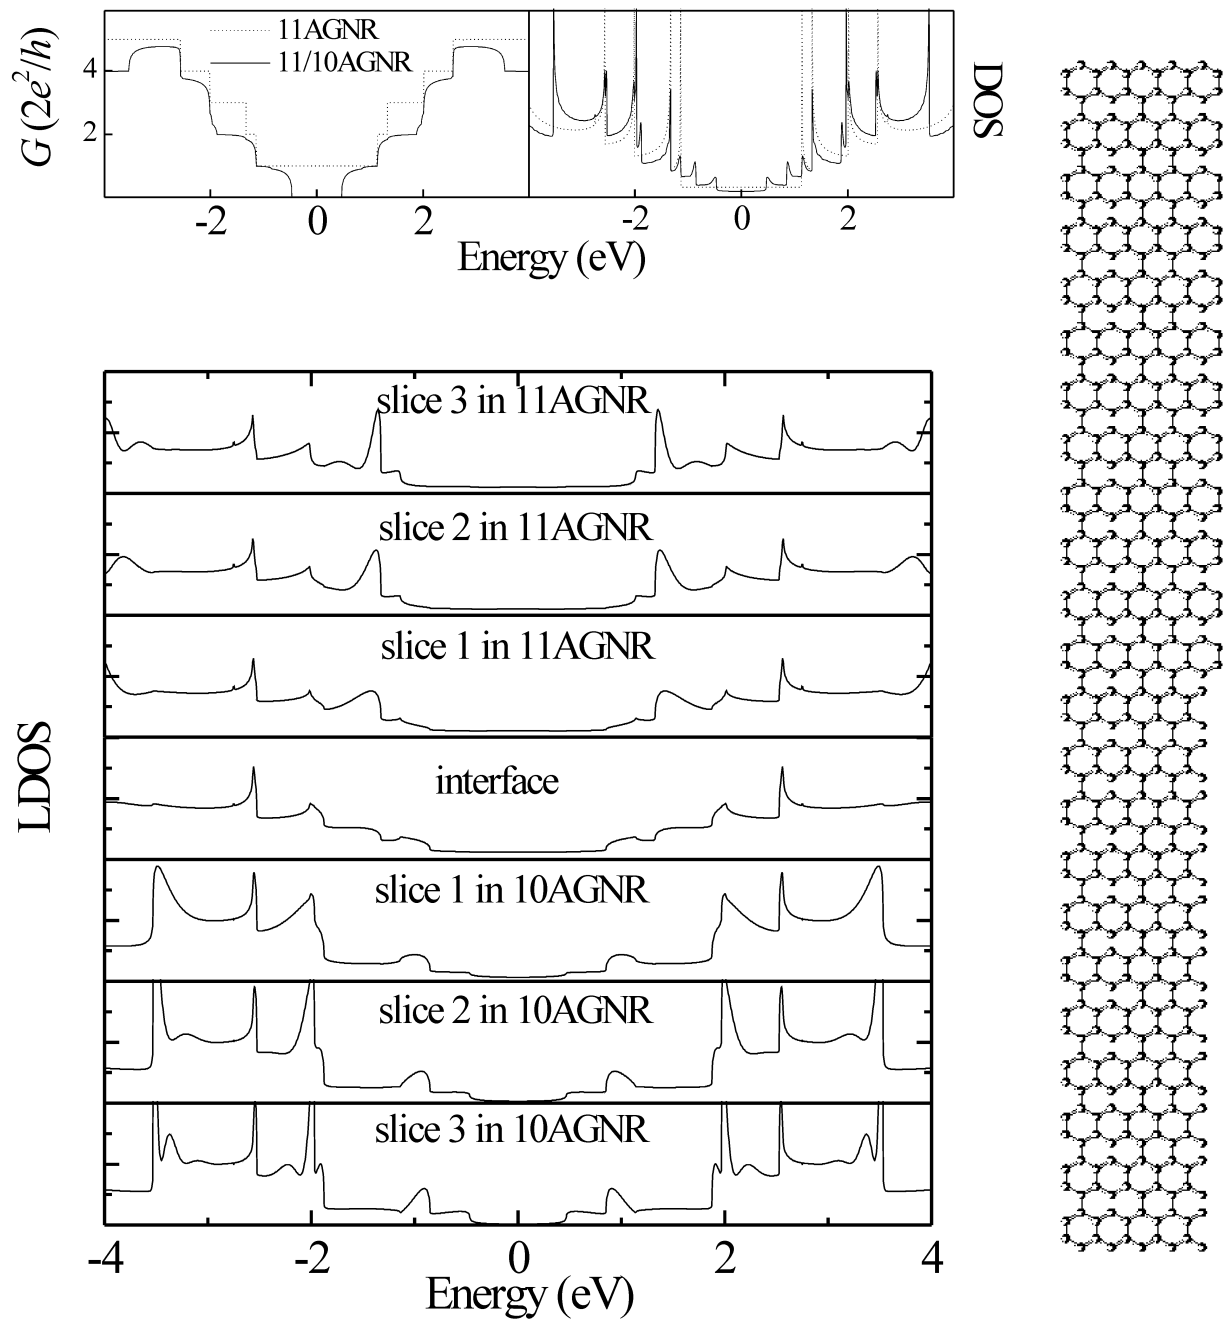 11AGNR
11/10AGNR
G (2e²/h)
4
2
-2 0 2
-2 0 2
DOS
Energy (eV)
slice 3 in 11AGNR
slice 2 in 11AGNR
slice 1 in 11AGNR
interface
slice 1 in 10AGNR
slice 2 in 10AGNR
slice 3 in 10AGNR
LDOS
-4 -2 0 2 4
Energy (eV)